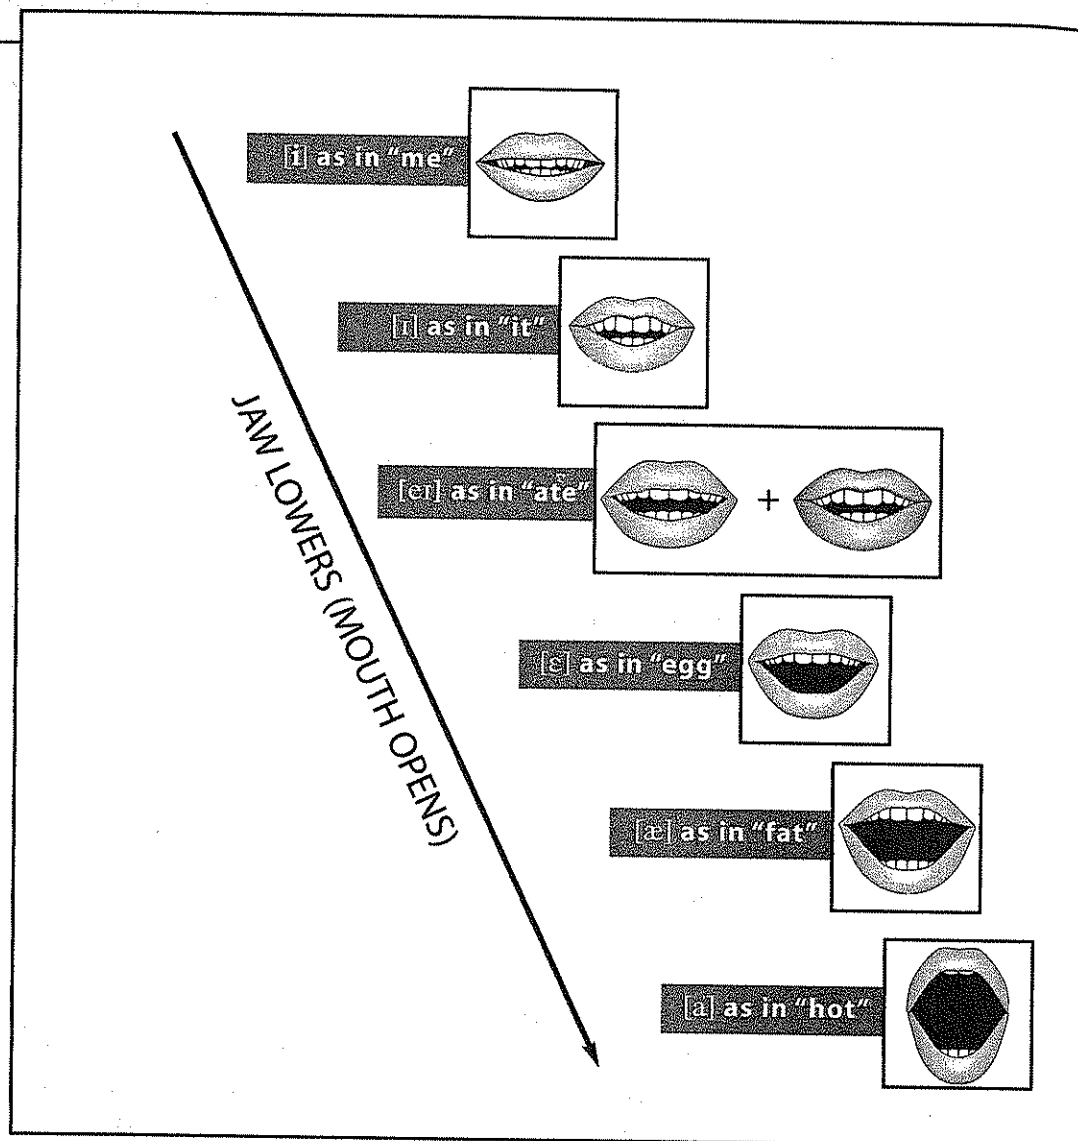 [i] as in "me"
[ɪ] as in "it"
[eɪ] as in "ate"
+
[ɛ] as in "egg"
[æ] as in "fat"
[a] as in "hot"
JAW LOWERS (MOUTH OPENS)